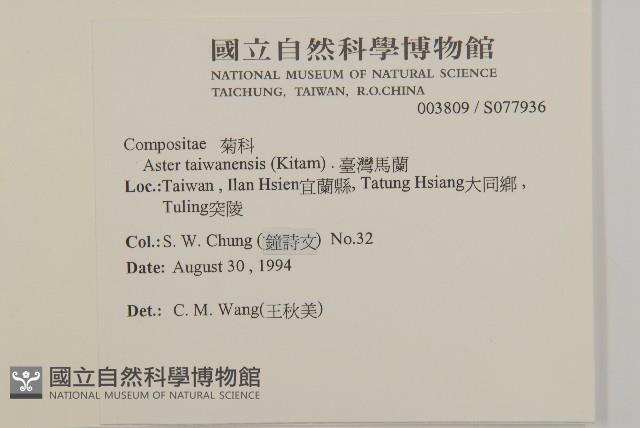 國立自然科學博物館
NATIONAL MUSEUM OF NATURAL SCIENCE
TAICHUNG, TAIWAN, R.O.CHINA
003809 / S077936
Compositae 菊科
Aster taiwanensis (Kitam) . 臺灣馬蘭
Loc.:Taiwan , Ilan Hsien宜蘭縣, Tatung Hsiang大同鄉 ,
Tuling突陵
Col.: S. W. Chung (鐘詩文) No.32
Date: August 30 , 1994
Det.: C. M. Wang(王秋美)
國立自然科學博物館
NATIONAL MUSEUM OF NATURAL SCIENCE